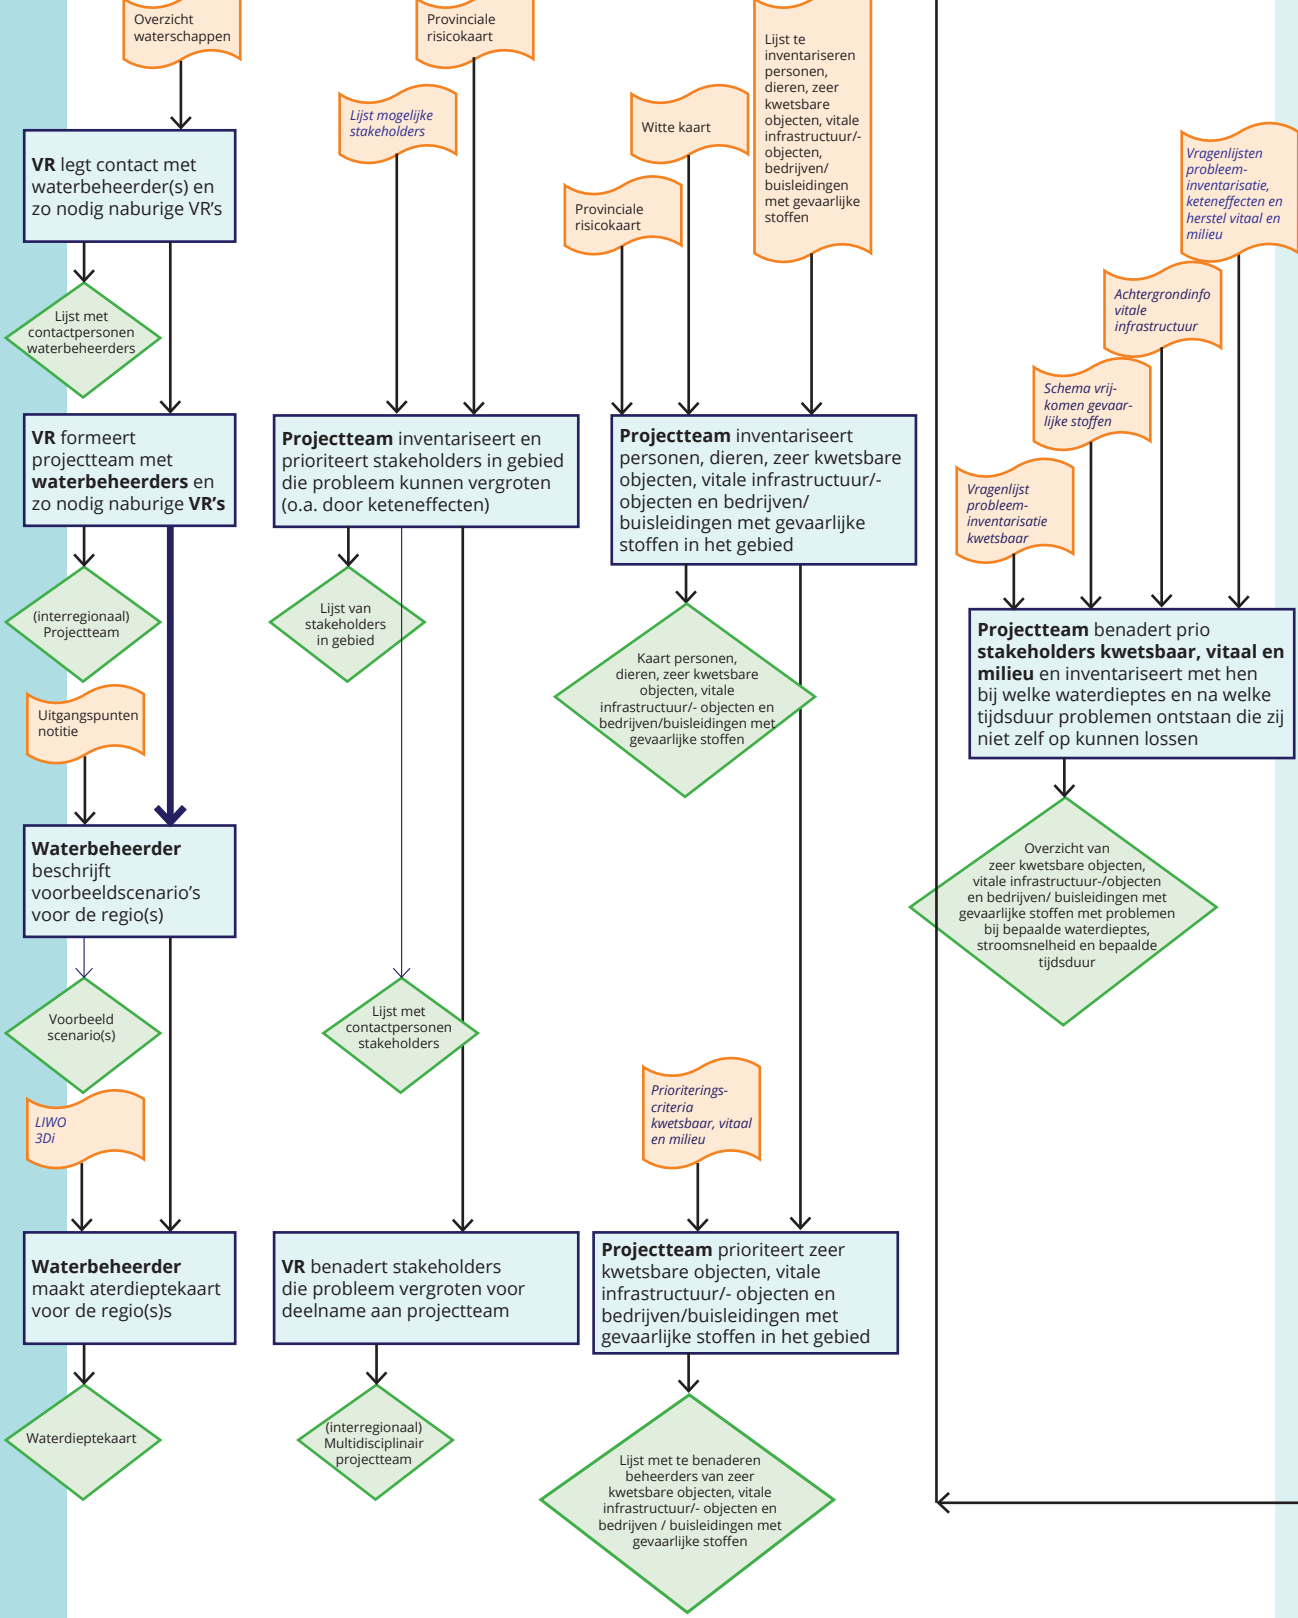 Overzicht
waterschappen
VR legt contact met
waterbeheerder(s) en
zo nodig naburige VR's
Lijst met
contactpersonen
waterbeheerders
VR formeert
projectteam met
waterbeheerders en
zo nodig naburige VR's
(interregionaal)
Projectteam
Uitgangspunten
notitie
Waterbeheerder
beschrijft
voorbeeldscenario's
voor de regio(s)
Voorbeeld
scenario(s)
LIWO
3Di
Waterbeheerder
maakt aterdieptekaart
voor de regio(s)s
Waterdieptekaart
Provinciale
risicokaart
Lijst mogelijke
stakeholders
Projectteam inventariseert en
prioriteert stakeholders in gebied
die probleem kunnen vergroten
(o.a. door keteneffecten)
Lijst van
stakeholders
in gebied
Lijst met
contactpersonen
stakeholders
VR benadert stakeholders
die probleem vergroten voor
deelname aan projectteam
(interregionaal)
Multidisciplinair
projectteam
Lijst te
inventariseren
personen,
dieren, zeer
kwetsbare
objecten, vitale
infrastructuur/-
objecten,
bedrijven/
buisleidingen
met gevaarlijke
stoffen
Witte kaart
Provinciale
risicokaart
Projectteam inventariseert
personen, dieren, zeer kwetsbare
objecten, vitale infrastructuur/-
objecten en bedrijven/
buisleidingen met gevaarlijke
stoffen in het gebied
Kaart personen,
dieren, zeer kwetsbare
objecten, vitale
infrastructuur/- objecten en
bedrijven/buisleidingen met
gevaarlijke stoffen
Prioriterings-
criteria
kwetsbaar, vitaal
en milieu
Projectteam prioriteert zeer
kwetsbare objecten, vitale
infrastructuur/- objecten en
bedrijven/buisleidingen met
gevaarlijke stoffen in het gebied
Lijst met te benaderen
beheerders van zeer
kwetsbare objecten, vitale
infrastructuur/- objecten en
bedrijven / buisleidingen met
gevaarlijke stoffen
Vragenlijsten
probleem-
inventarisatie,
keteneffecten en
herstel vitaal en
milieu
Achtergrondinfo
vitale
infrastructuur
Schema vrij-
komen gevaar-
lijke stoffen
Vragenlijst
probleem-
inventarisatie
kwetsbaar
Projectteam benadert prio
stakeholders kwetsbaar, vitaal en
milieu en inventariseert met hen
bij welke waterdieptes en na welke
tijdsduur problemen ontstaan die zij
niet zelf op kunnen lossen
Overzicht van
zeer kwetsbare objecten,
vitale infrastructuur-/objecten
en bedrijven/ buisleidingen met
gevaarlijke stoffen met problemen
bij bepaalde waterdieptes,
stroomsnelheid en bepaalde
tijdsduur